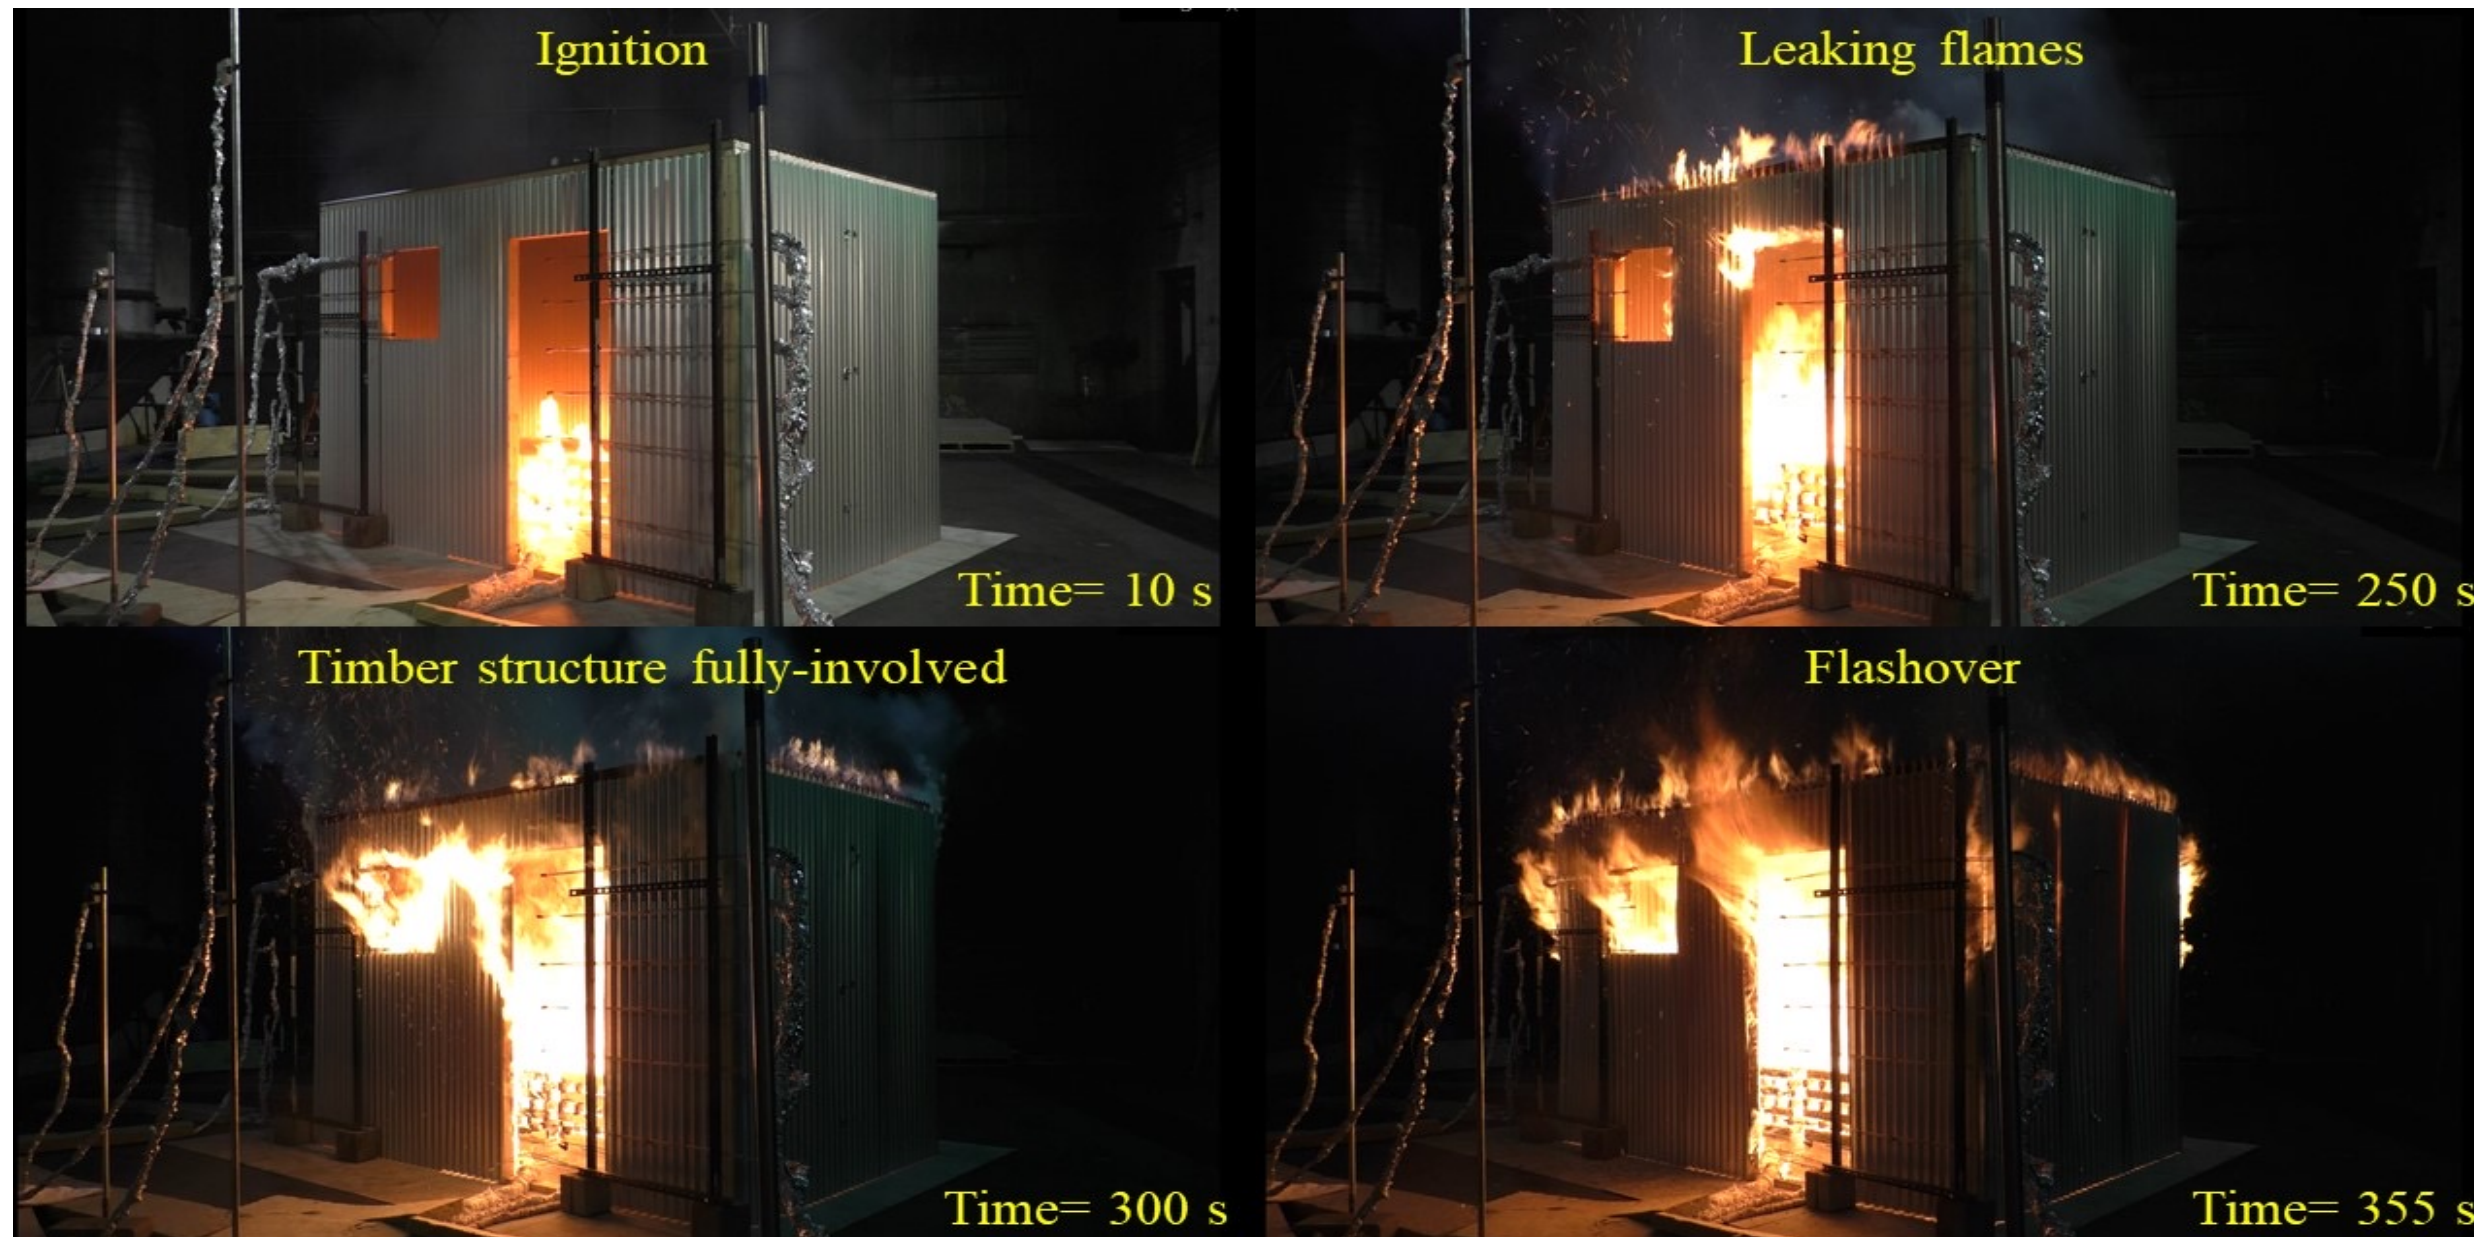 Ignition
Leaking flames
Time= 10 s
Time= 250 s
Timber structure fully-involved
Flashover
Time= 300 s
Time= 355 s